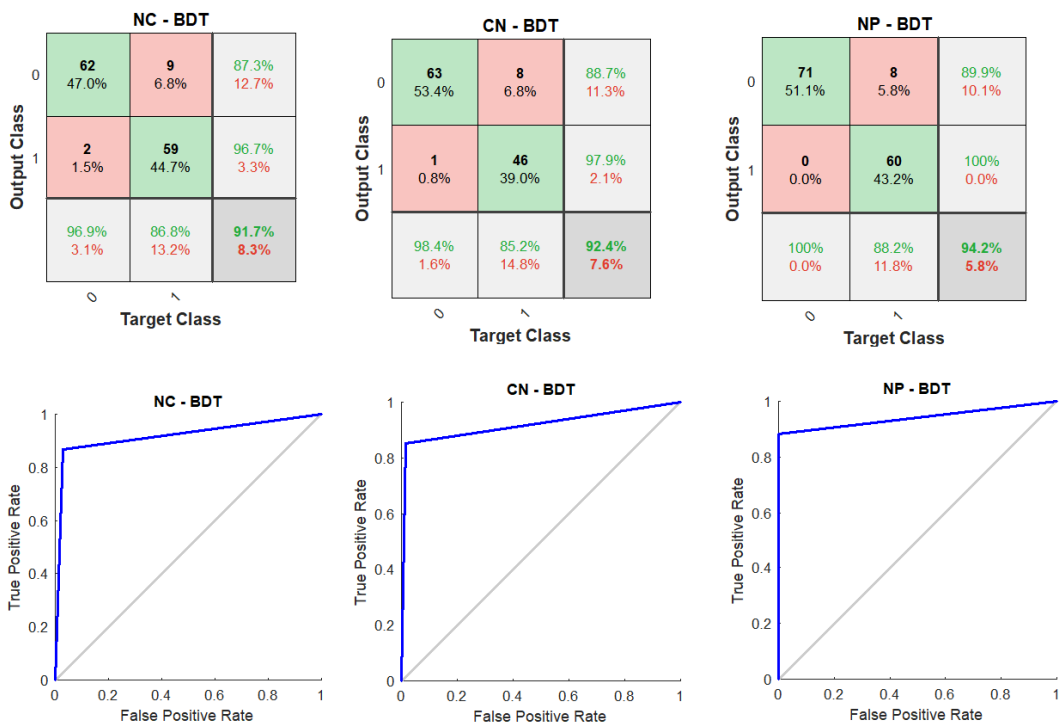 NC - BDT
62 9 87.3%
47.0% 6.8% 12.7%
2 59 96.7%
1.5% 44.7% 3.3%
96.9% 86.8% 91.7%
3.1% 13.2% 8.3%
0
1
Output Class
0 1
Target Class
CN - BDT
63 8 88.7%
53.4% 6.8% 11.3%
1 46 97.9%
0.8% 39.0% 2.1%
98.4% 85.2% 92.4%
1.6% 14.8% 7.6%
0
1
Output Class
0 1
Target Class
NP - BDT
71 8 89.9%
51.1% 5.8% 10.1%
0 60 100%
0.0% 43.2% 0.0%
100% 88.2% 94.2%
0.0% 11.8% 5.8%
0
1
Output Class
0 1
Target Class
NC - BDT
1
0.8
0.6
0.4
0.2
0
True Positive Rate
0 0.2 0.4 0.6 0.8 1
False Positive Rate
CN - BDT
1
0.8
0.6
0.4
0.2
0
True Positive Rate
0 0.2 0.4 0.6 0.8 1
False Positive Rate
NP - BDT
1
0.8
0.6
0.4
0.2
0
True Positive Rate
0 0.2 0.4 0.6 0.8 1
False Positive Rate